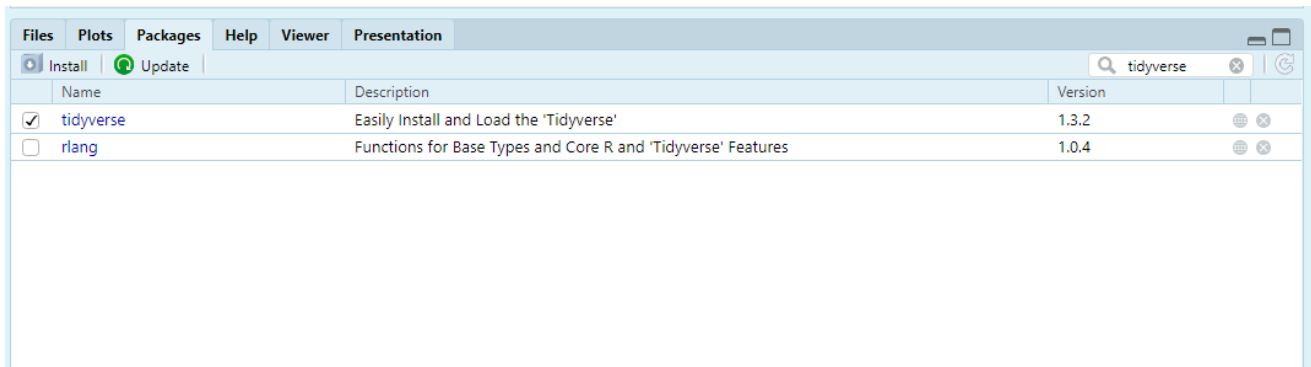 Files Plots Packages Help Viewer Presentation
Install Update tidyverse
Name Description Version
tidyverse Easily Install and Load the 'Tidyverse' 1.3.2
rlang Functions for Base Types and Core R and 'Tidyverse' Features 1.0.4